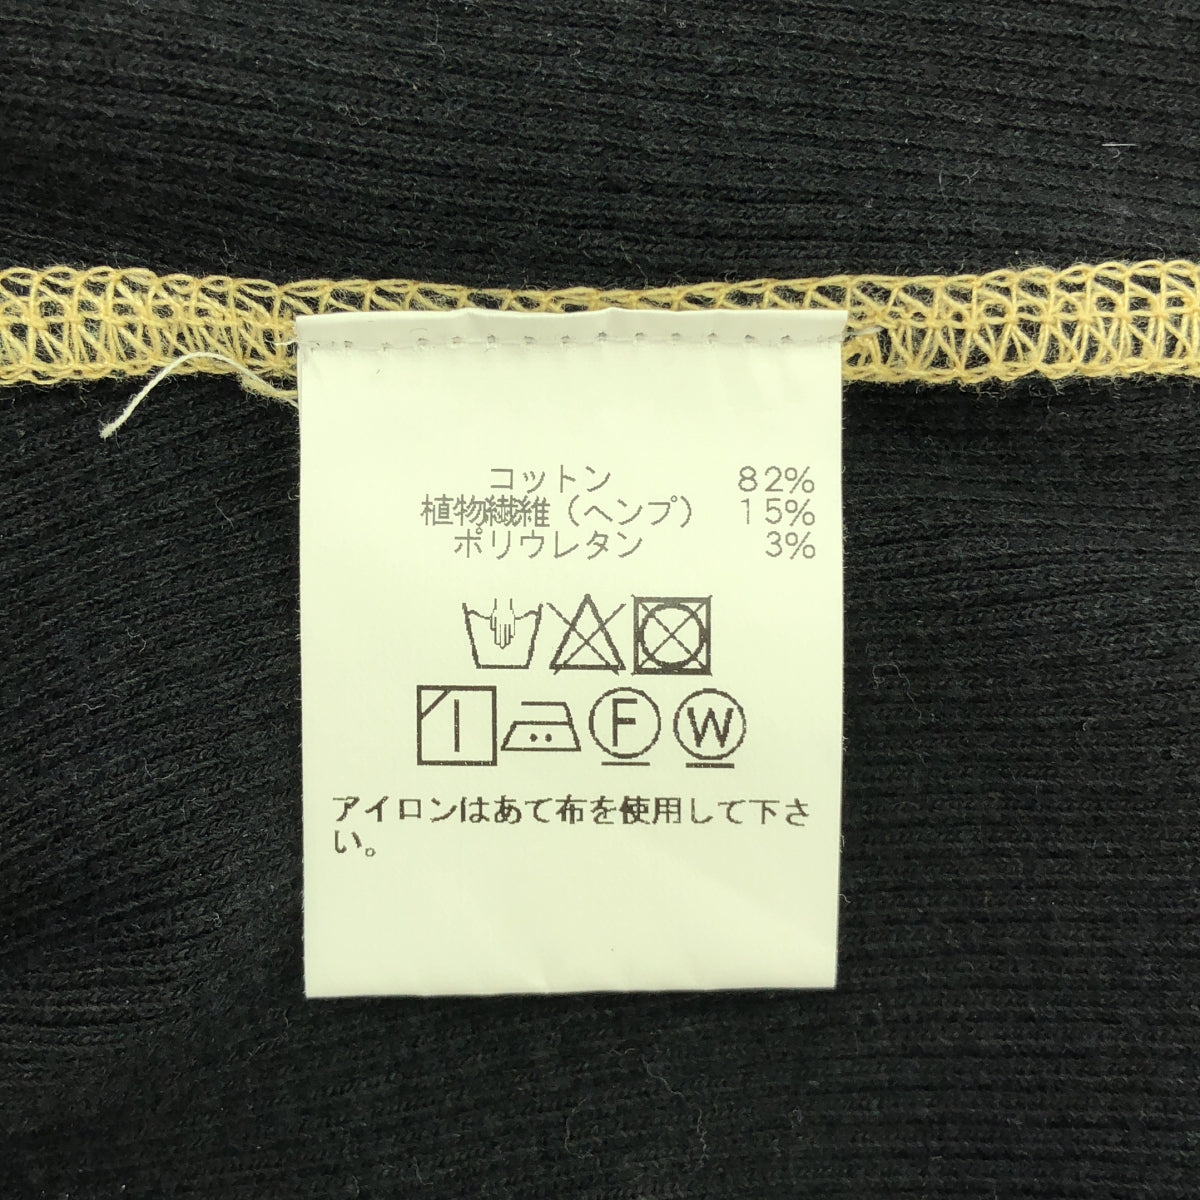 コットン 82%
植物繊維（ヘンプ） 15%
ポリウレタン 3%
F W
アイロンはあて布を使用して下さ
い。